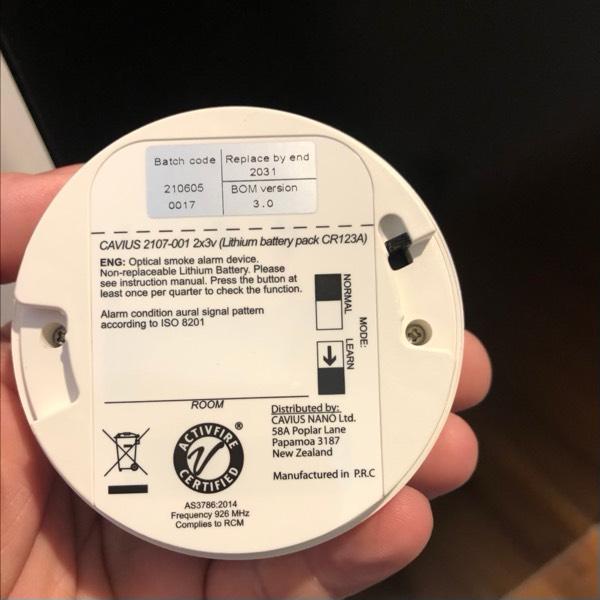 Batch code
210605
0017
Replace by end
2031
BOM version
3.0
CAVIUS 2107-001 2x3v (Lithium battery pack CR123A)
ENG: Optical smoke alarm device.
Non-replaceable Lithium Battery. Please
see instruction manual. Press the button at
least once per quarter to check the function.
Alarm condition aural signal pattern
according to ISO 8201
NORMAL
MODE:
LEARN
ROOM
ACTIVFIRE
®
CERTIFIED
AS3786:2014
Frequency 926 MHz
Complies to RCM
Distributed by:
CAVIUS NANO Ltd.
58A Poplar Lane
Papamoa 3187
New Zealand
Manufactured in P.R.C